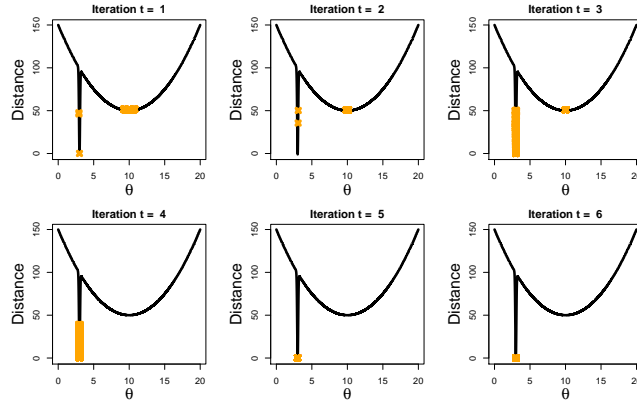 Iteration t = 1
Iteration t = 2
Iteration t = 3
Distance
0 50 100 150
0 5 10 15 20
θ
Distance
0 50 100 150
0 5 10 15 20
θ
Distance
0 50 100 150
0 5 10 15 20
θ
Iteration t = 4
Iteration t = 5
Iteration t = 6
Distance
0 50 100 150
0 5 10 15 20
θ
Distance
0 50 100 150
0 5 10 15 20
θ
Distance
0 50 100 150
0 5 10 15 20
θ